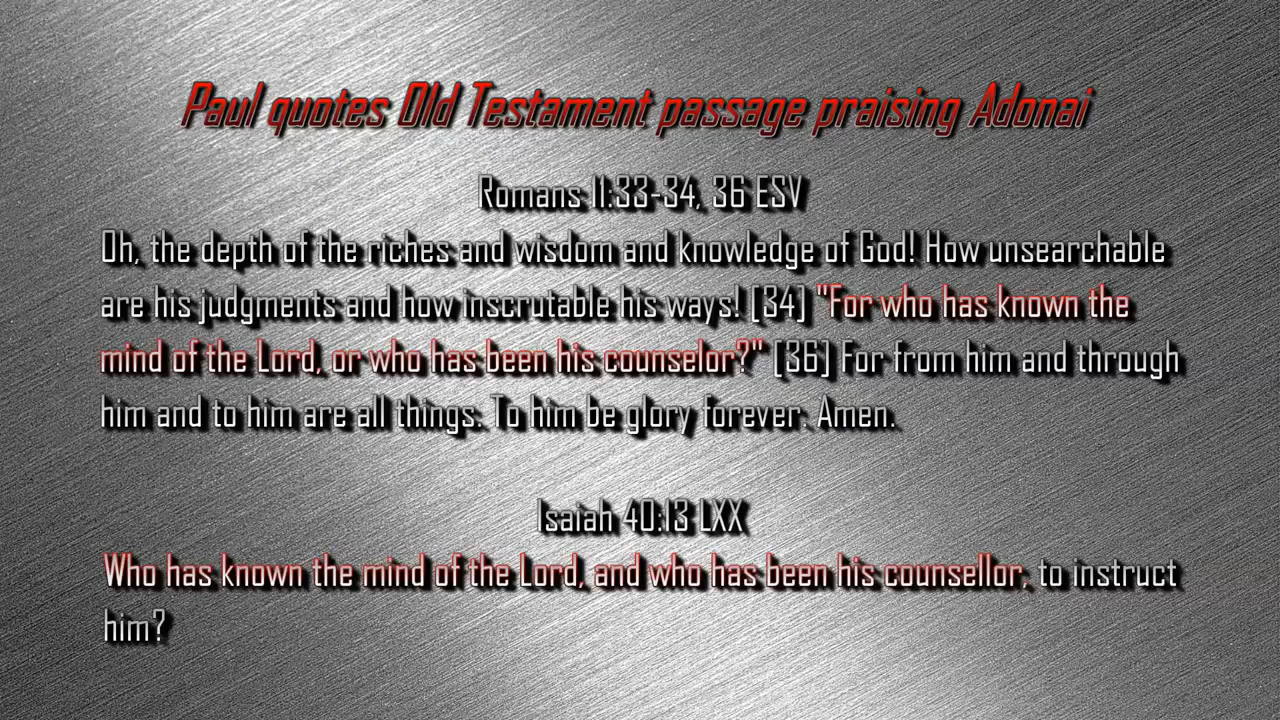 Paul quotes Old Testament passage praising Adonai
Romans 11:33-34, 36 ESV
Oh, the depth of the riches and wisdom and knowledge of God! How unsearchable
are his judgments and how inscrutable his ways! [34] "For who has known the
mind of the Lord, or who has been his counselor?" [36] For from him and through
him and to him are all things. To him be glory forever. Amen.
Isaiah 40:13 LXX
Who has known the mind of the Lord, and who has been his counsellor, to instruct
him?